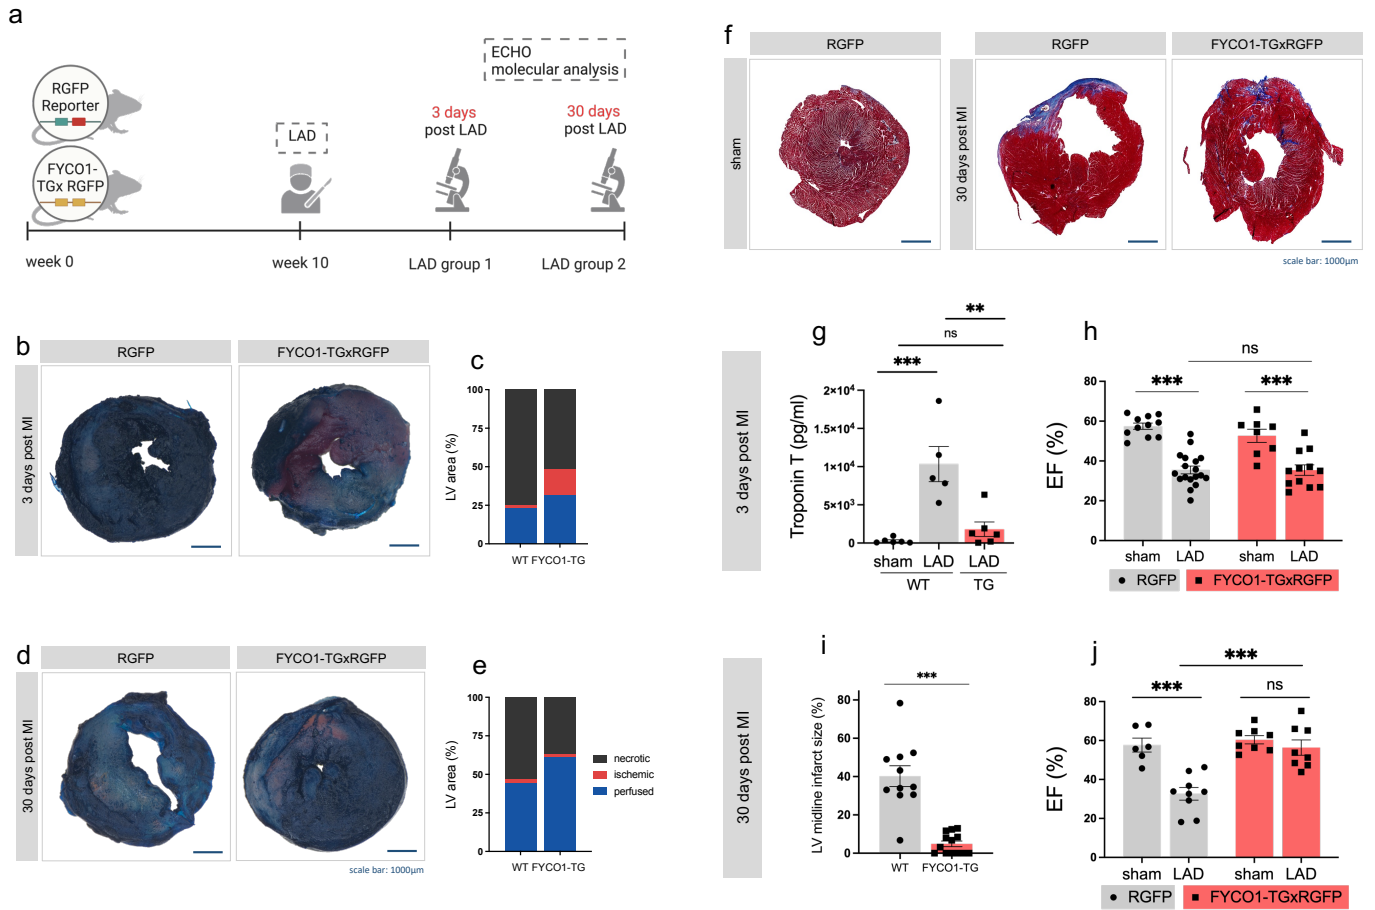 a
RGFP
Reporter
FYCO1-
TGx RGFP
LAD
ECHO
molecular analysis
3 days
post LAD
30 days
post LAD
week 0
week 10
LAD group 1
LAD group 2
b
RGFP
FYCO1-TGxRGFP
3 days post MI
c
LV area (%)
100
75
50
25
0
WT FYCO1-TG
d
RGFP
FYCO1-TGxRGFP
30 days post MI
scale bar: 1000µm
e
LV area (%)
100
75
50
25
0
WT FYCO1-TG
necrotic
ischemic
perfused
f
RGFP
RGFP
FYCO1-TGxRGFP
sham
30 days post MI
scale bar: 1000µm
3 days post MI
g
**
ns
***
Troponin T (pg/ml)
2×10⁴
1.5×10⁴
1×10⁴
5×10³
0
sham LAD LAD
WT TG
h
ns
*** ***
EF (%)
80
60
40
20
0
sham LAD sham LAD
RGFP FYCO1-TGxRGFP
30 days post MI
i
***
LV midline infarct size (%)
80
60
40
20
0
WT FYCO1-TG
j
***
*** ns
EF (%)
80
60
40
20
0
sham LAD sham LAD
RGFP FYCO1-TGxRGFP